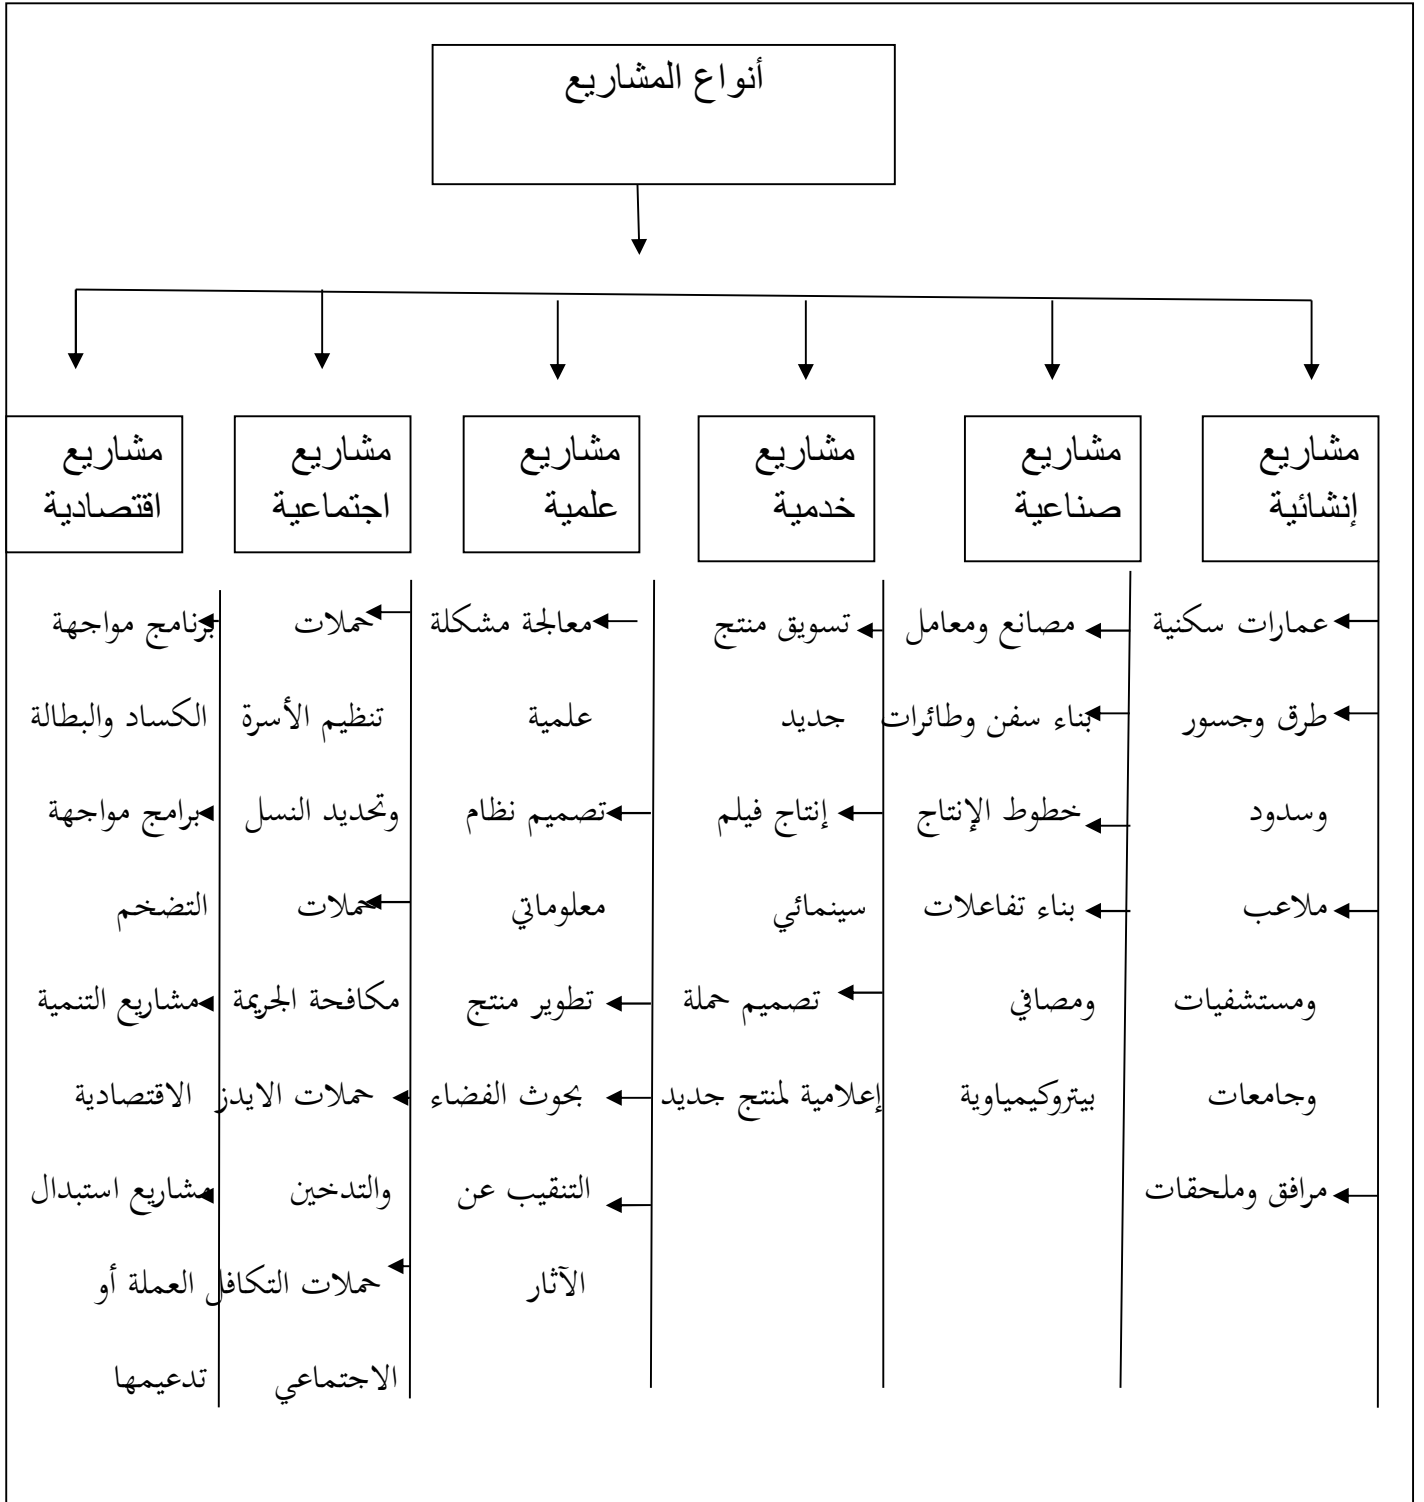 أنواع المشاريع
مشاريع
إنشائية
عمارات سكنية
طرق وجسور
وسدود
ملاعب
ومستشفيات
وجامعات
مرافق وملحقات
مشاريع
صناعية
مصانع ومعامل
بناء سفن وطائرات
خطوط الإنتاج
بناء تفاعلات
ومصافي
بيتروكيمياوية
مشاريع
خدمية
تسويق منتج
جديد
إنتاج فيلم
سينمائي
تصميم حملة
إعلامية لمنتج جديد
مشاريع
علمية
معالجة مشكلة
علمية
تصميم نظام
معلوماتي
تطوير منتج
بحوث الفضاء
التنقيب عن
الآثار
مشاريع
اجتماعية
حملات
تنظيم الأسرة
وتحديد النسل
حملات
مكافحة الجريمة
حملات الايدز
والتدخين
حملات التكافل
الاجتماعي
مشاريع
اقتصادية
برنامج مواجهة
الكساد والبطالة
برامج مواجهة
التضخم
مشاريع التنمية
الاقتصادية
مشاريع استبدال
العملة أو
تدعيمها